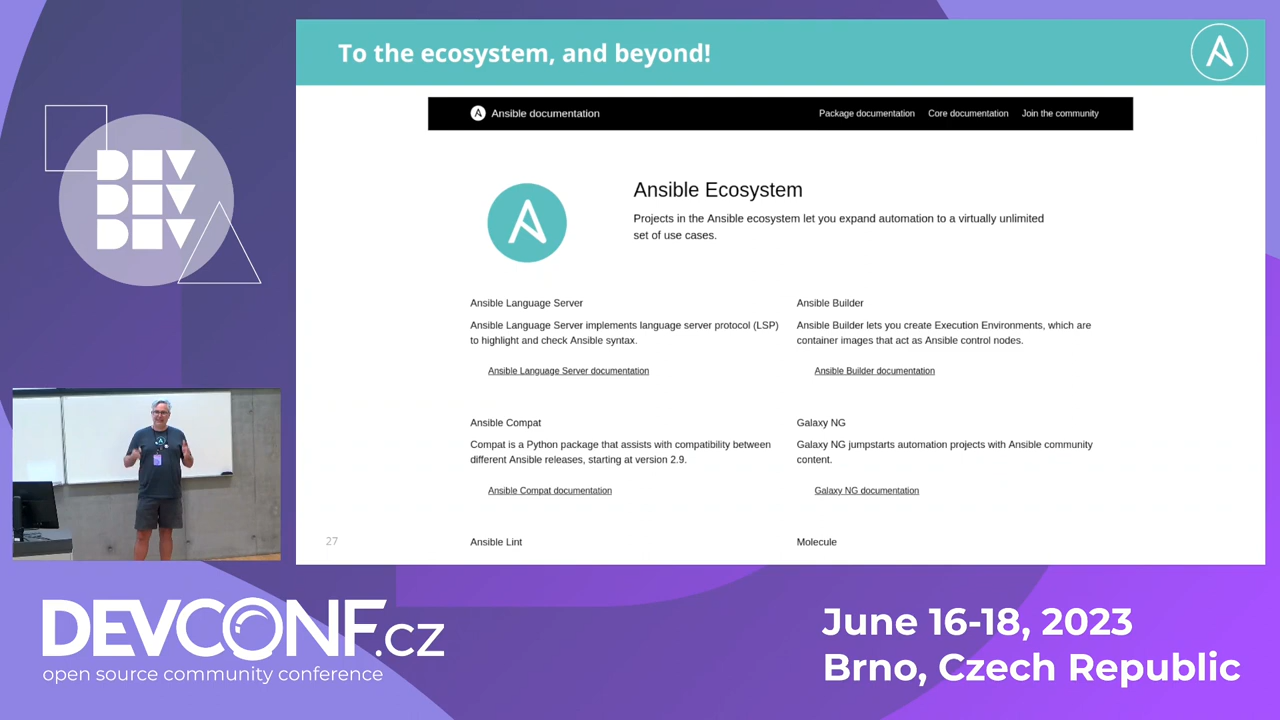 To the ecosystem, and beyond!
Ansible documentation
Package documentation Core documentation Join the community
Ansible Ecosystem
Projects in the Ansible ecosystem let you expand automation to a virtually unlimited
set of use cases.
Ansible Language Server
Ansible Language Server implements language server protocol (LSP)
to highlight and check Ansible syntax.
Ansible Language Server documentation
Ansible Builder
Ansible Builder lets you create Execution Environments, which are
container images that act as Ansible control nodes.
Ansible Builder documentation
Ansible Compat
Compat is a Python package that assists with compatibility between
different Ansible releases, starting at version 2.9.
Ansible Compat documentation
Galaxy NG
Galaxy NG jumpstarts automation projects with Ansible community
content.
Galaxy NG documentation
Ansible Lint
Molecule
27
DEV
DEV
DEV
DEVCONF.cz
open source community conference
June 16-18, 2023
Brno, Czech Republic